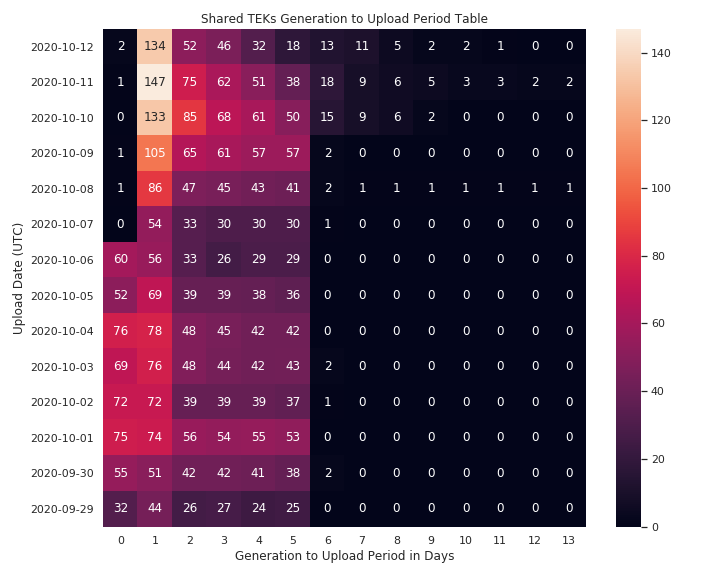 Shared TEKs Generation to Upload Period Table
2020-10-12 2 134 52 46 32 18 13 11 5 2 2 1 0 0
2020-10-11 1 147 75 62 51 38 18 9 6 5 3 3 2 2
2020-10-10 0 133 85 68 61 50 15 9 6 2 0 0 0 0
2020-10-09 1 105 65 61 57 57 2 0 0 0 0 0 0 0
2020-10-08 1 86 47 45 43 41 2 1 1 1 1 1 1 1
2020-10-07 0 54 33 30 30 30 1 0 0 0 0 0 0 0
2020-10-06 60 56 33 26 29 29 0 0 0 0 0 0 0 0
2020-10-05 52 69 39 39 38 36 0 0 0 0 0 0 0 0
2020-10-04 76 78 48 45 42 42 0 0 0 0 0 0 0 0
2020-10-03 69 76 48 44 42 43 2 0 0 0 0 0 0 0
2020-10-02 72 72 39 39 39 37 1 0 0 0 0 0 0 0
2020-10-01 75 74 56 54 55 53 0 0 0 0 0 0 0 0
2020-09-30 55 51 42 42 41 38 2 0 0 0 0 0 0 0
2020-09-29 32 44 26 27 24 25 0 0 0 0 0 0 0 0
0 1 2 3 4 5 6 7 8 9 10 11 12 13
Generation to Upload Period in Days
Upload Date (UTC)
140
120
100
80
60
40
20
0